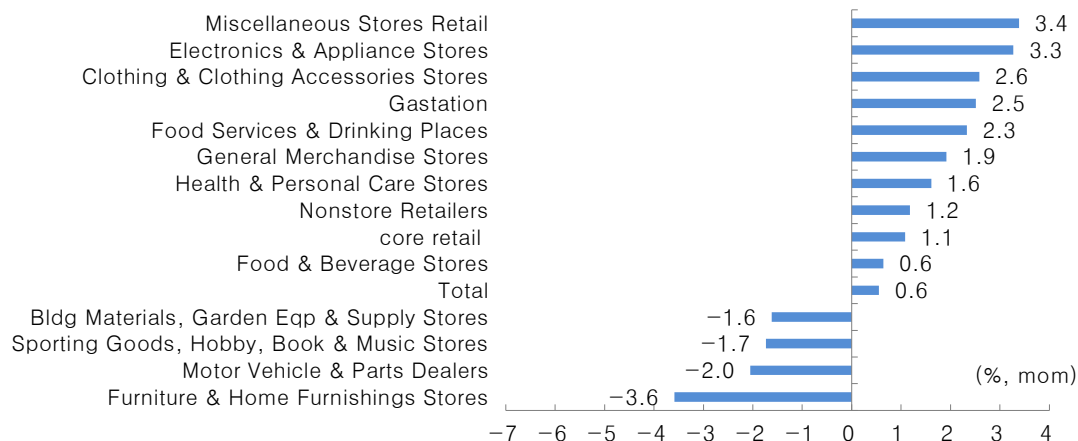 Miscellaneous Stores Retail 3.4
Electronics & Appliance Stores 3.3
Clothing & Clothing Accessories Stores 2.6
Gastation 2.5
Food Services & Drinking Places 2.3
General Merchandise Stores 1.9
Health & Personal Care Stores 1.6
Nonstore Retailers 1.2
core retail 1.1
Food & Beverage Stores 0.6
Total 0.6
Bldg Materials, Garden Eqp & Supply Stores −1.6
Sporting Goods, Hobby, Book & Music Stores −1.7
Motor Vehicle & Parts Dealers −2.0 (%, mom)
Furniture & Home Furnishings Stores −3.6
−7 −6 −5 −4 −3 −2 −1 0 1 2 3 4